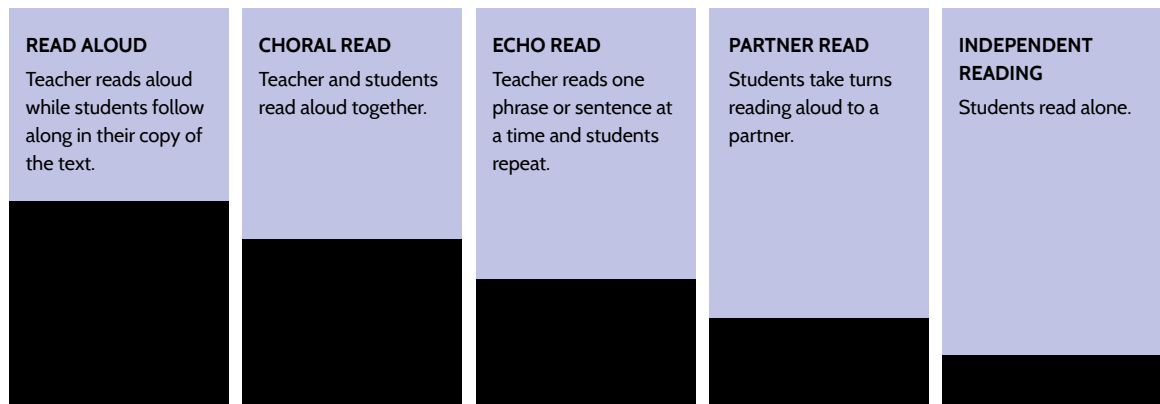 READ ALOUD
Teacher reads aloud
while students follow
along in their copy of
the text.
CHORAL READ
Teacher and students
read aloud together.
ECHO READ
Teacher reads one
phrase or sentence at
a time and students
repeat.
PARTNER READ
Students take turns
reading aloud to a
partner.
INDEPENDENT
READING
Students read alone.